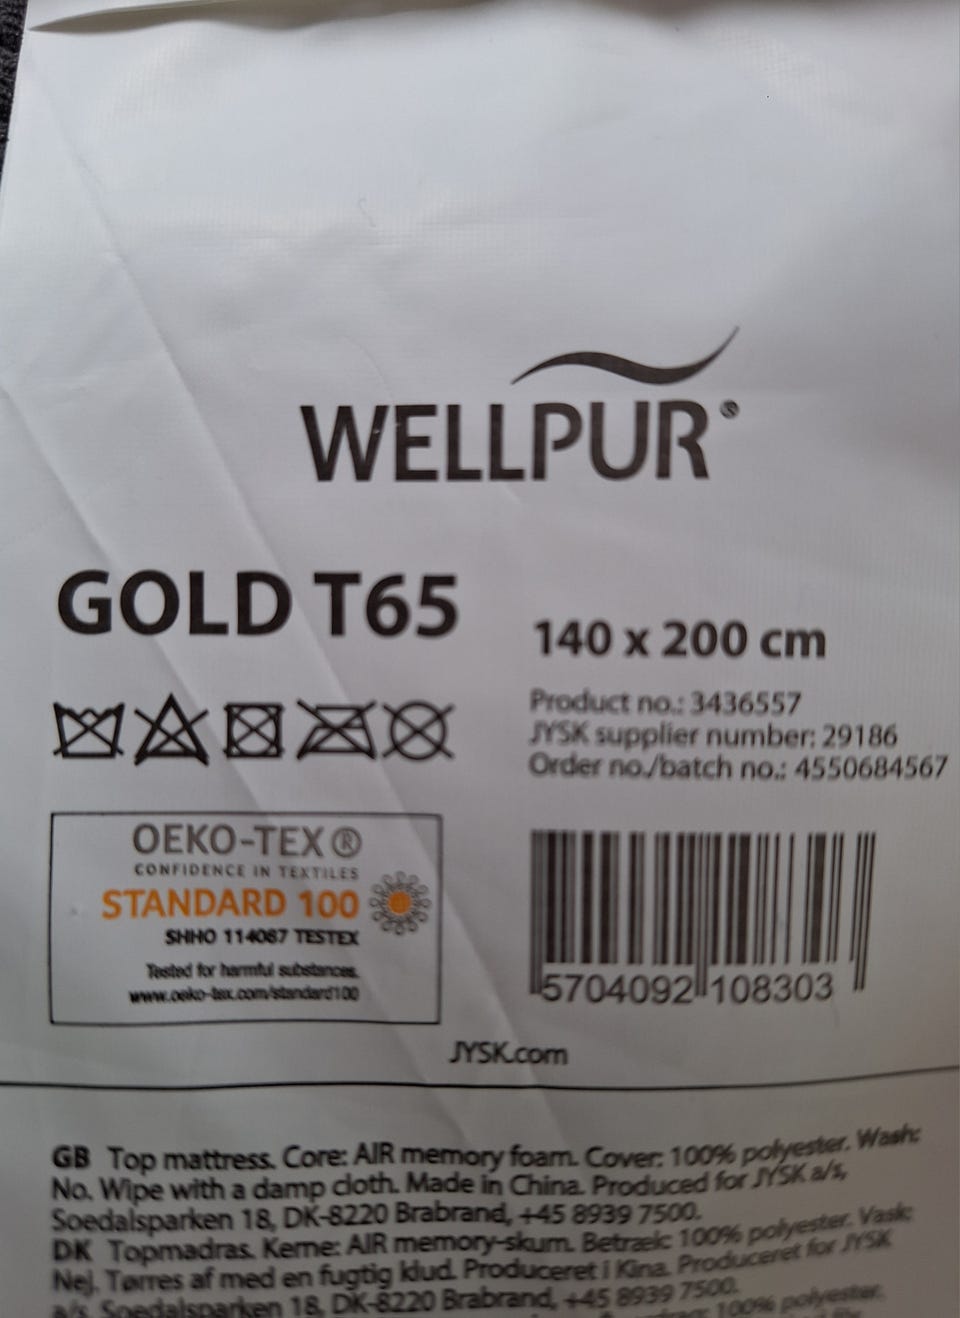 WELLPUR®
GOLD T65
140 x 200 cm
Product no.: 3436557
JYSK supplier number: 29186
Order no./batch no.: 4550684567
OEKO-TEX®
CONFIDENCE IN TEXTILES
STANDARD 100
SHHO 114087 TESTEX
Tested for harmful substances.
www.oeko-tex.com/standard100
5704092108303
JYSK.com
GB Top mattress. Core: AIR memory foam. Cover: 100% polyester. Wash:
No. Wipe with a damp cloth. Made in China. Produced for JYSK a/s,
Soedalsparken 18, DK-8220 Brabrand, +45 8939 7500.
DK Topmadras. Kerne: AIR memory-skum. Betræk: 100% polyester. Vask:
Nej. Tørres af med en fugtig klud. Produceret i Kina. Produceret for JYSK
a/s, Soedalsparken 18, DK-8220 Brabrand, +45 8939 7500.
100% polyester.